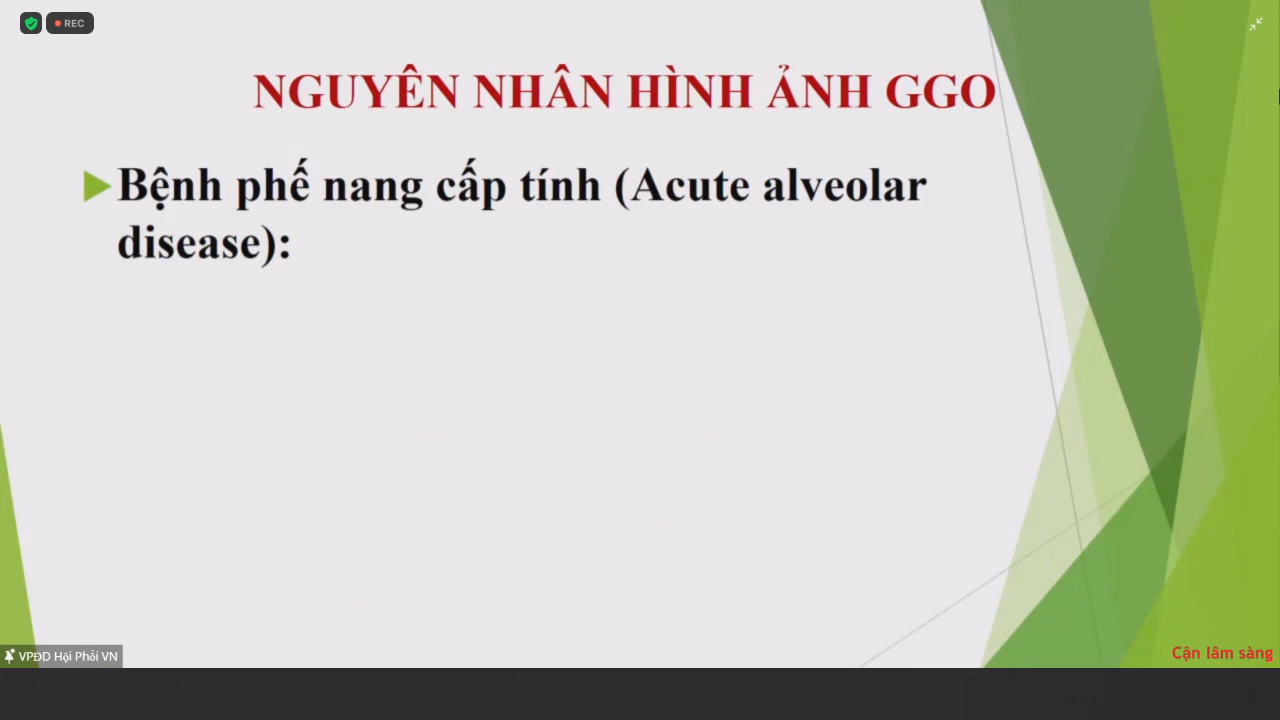 REC
NGUYÊN NHÂN HÌNH ẢNH GGO
Bệnh phế nang cấp tính (Acute alveolar
disease):
VPĐD Hội Phổi VN
Cận lâm sàng